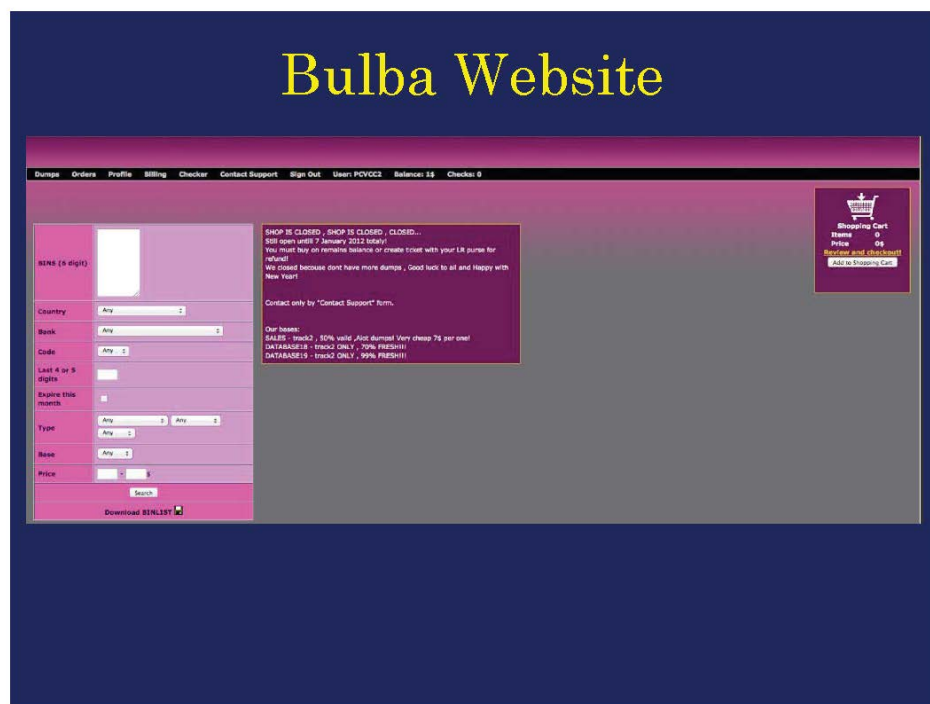 Bulba Website
Dumps Orders Profile Billing Checker Contact Support Sign Out User: PCVCC2 Balance: 1$ Checks: 0
Shopping Cart
Items 0
Price 0$
Review and checkout!
Add to Shopping Cart
BINS (6 digit)
Country Any
Bank Any
Code Any
Last 4 or 5
digits
Expire this
month
Type Any Any
Any
Base Any
Price - $
Search
Download BINLIST
SHOP IS CLOSED , SHOP IS CLOSED , CLOSED...
Still open untill 7 January 2012 totaly!
You must buy on remains balance or create ticket with your LR purse for
refund!
We closed becouse dont have more dumps , Good luck to all and Happy with
New Year!
Contact only by "Contact Support" form.
Our bases:
SALES - track2 , 50% valid ,Alot dumps! Very cheap 7$ per one!
DATABASE18 - track2 ONLY , 70% FRESH!!!
DATABASE19 - track2 ONLY , 99% FRESH!!!